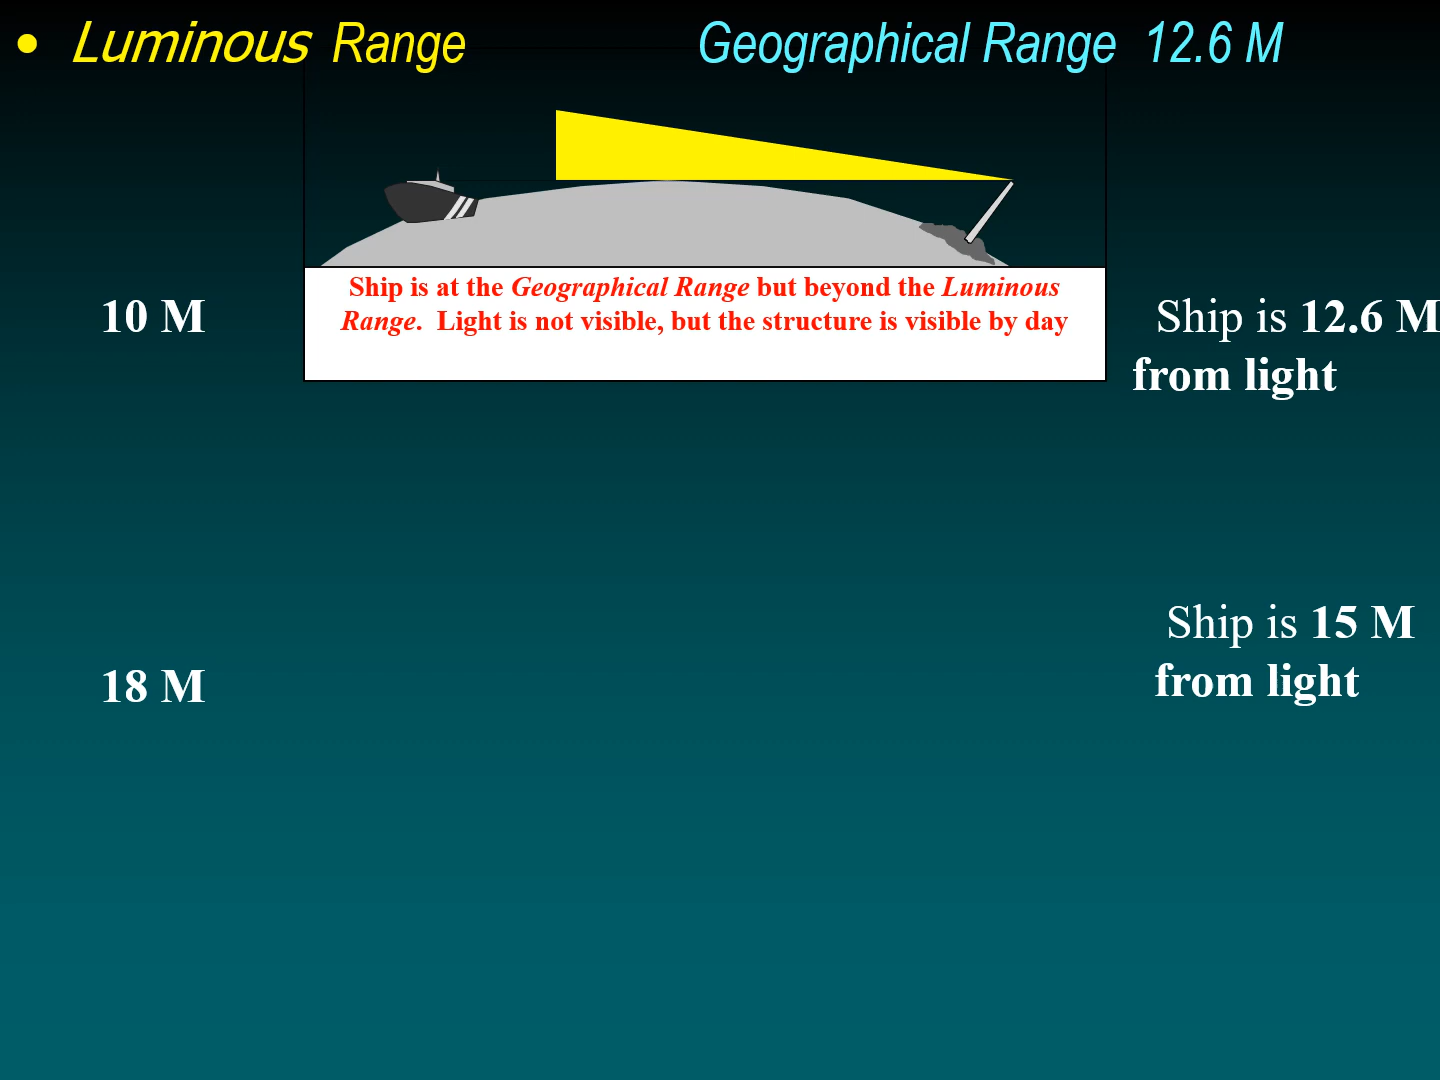 • Luminous Range Geographical Range 12.6 M
Ship is at the Geographical Range but beyond the Luminous
Range. Light is not visible, but the structure is visible by day
10 M
Ship is 12.6 M
from light
18 M
Ship is 15 M
from light